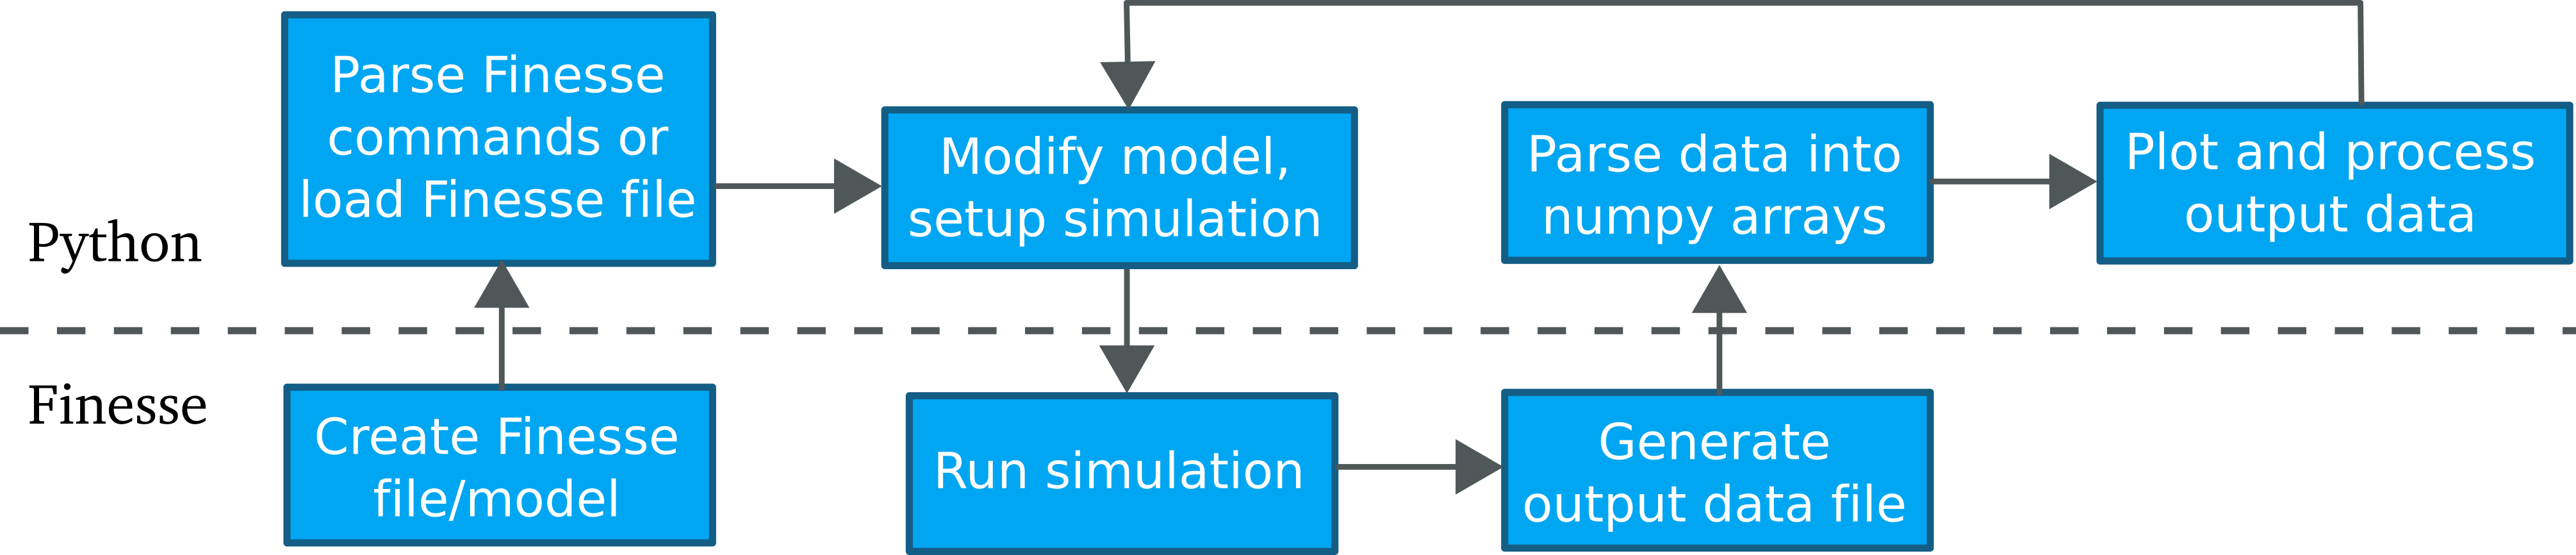 Parse Finesse
commands or
load Finesse file
Modify model,
setup simulation
Parse data into
numpy arrays
Plot and process
output data
Python
Finesse
Create Finesse
file/model
Run simulation
Generate
output data file